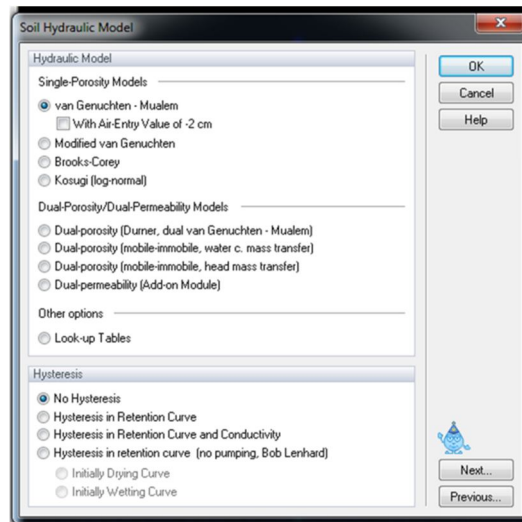 Soil Hydraulic Model
Hydraulic Model
Single-Porosity Models
van Genuchten - Mualem
With Air-Entry Value of -2 cm
Modified van Genuchten
Brooks-Corey
Kosugi (log-normal)
Dual-Porosity/Dual-Permeability Models
Dual-porosity (Durner, dual van Genuchten - Mualem)
Dual-porosity (mobile-immobile, water c. mass transfer)
Dual-porosity (mobile-immobile, head mass transfer)
Dual-permeability (Add-on Module)
Other options
Look-up Tables
Hysteresis
No Hysteresis
Hysteresis in Retention Curve
Hysteresis in Retention Curve and Conductivity
Hysteresis in retention curve (no pumping, Bob Lenhard)
Initially Drying Curve
Initially Wetting Curve
OK
Cancel
Help
Next...
Previous...